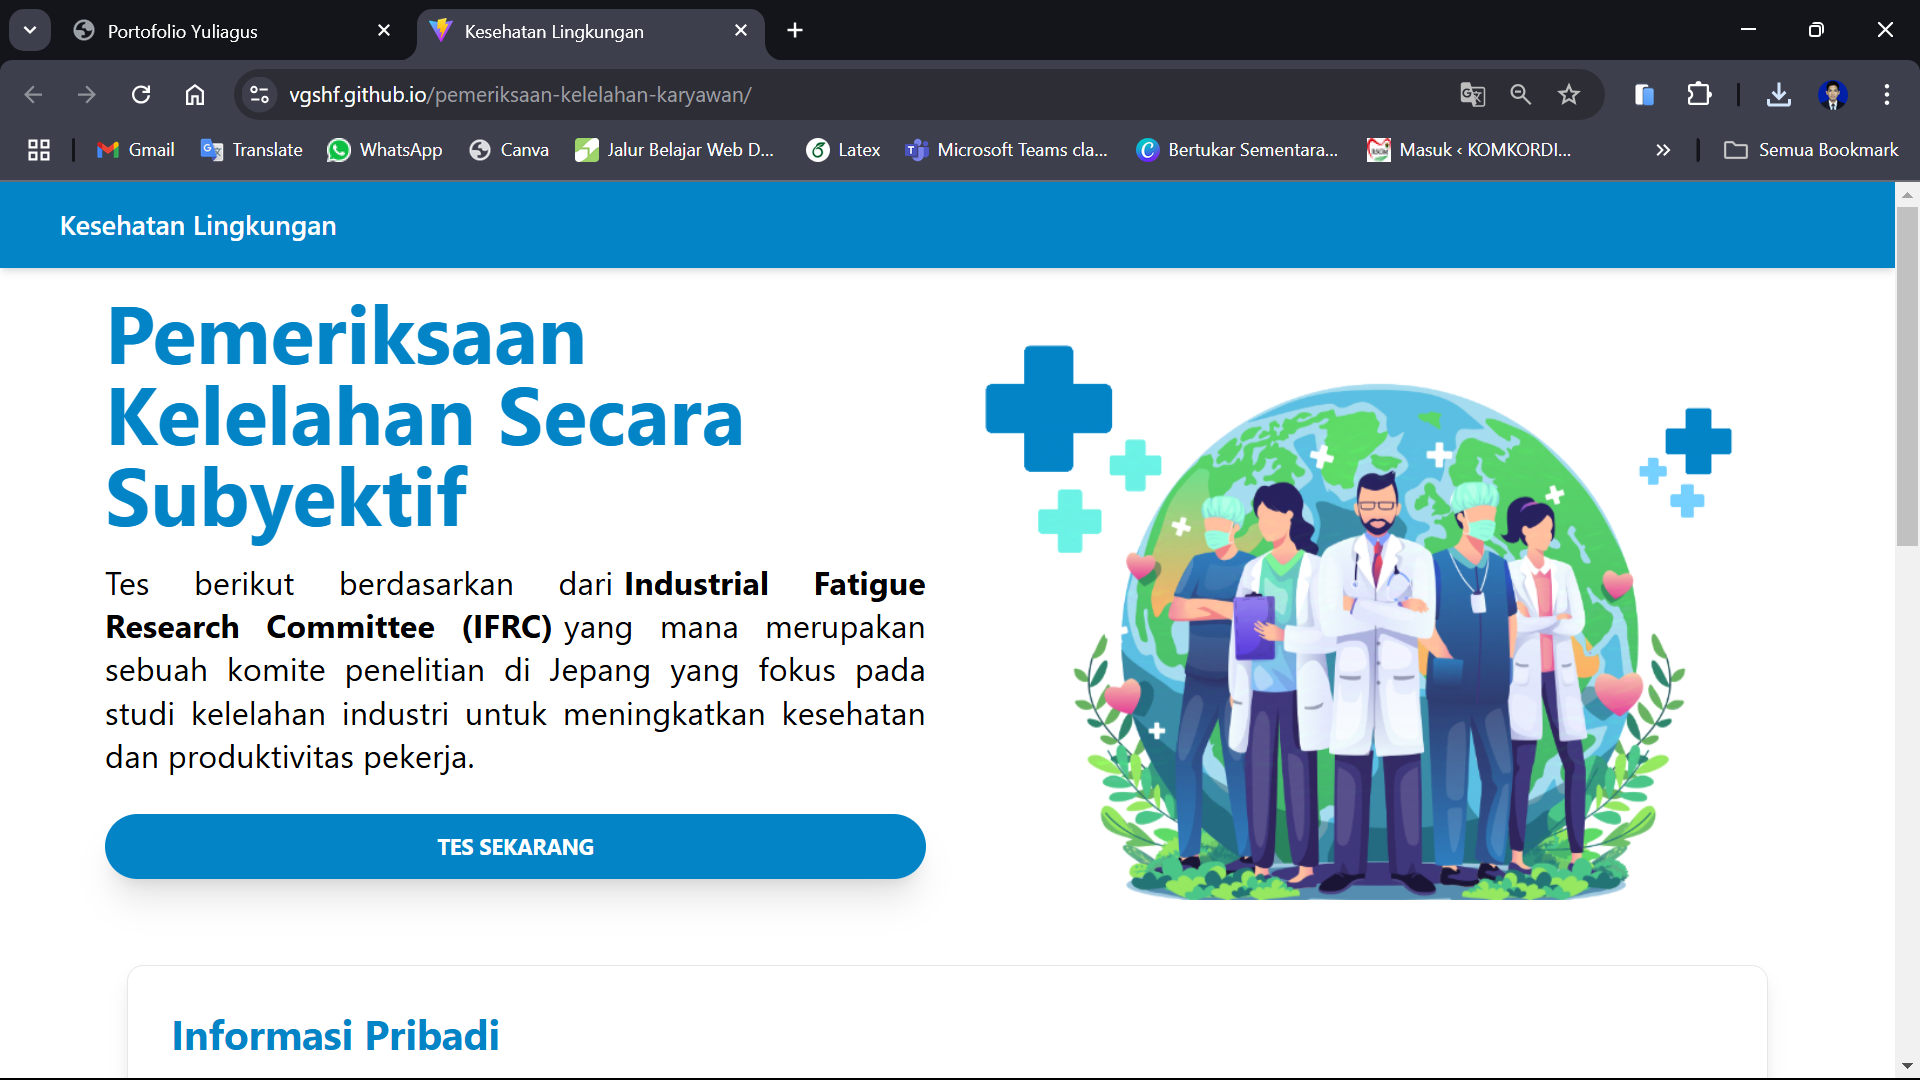 Portofolio Yuliagus
Kesehatan Lingkungan
vgshf.github.io/pemeriksaan-kelelahan-karyawan/
Gmail
Translate
WhatsApp
Canva
Jalur Belajar Web D...
Latex
Microsoft Teams cla...
Bertukar Sementara...
Masuk ‹ KOMKORDI...
Semua Bookmark
Kesehatan Lingkungan
Pemeriksaan
Kelelahan Secara
Subyektif
Tes berikut berdasarkan dari Industrial Fatigue
Research Committee (IFRC) yang mana merupakan
sebuah komite penelitian di Jepang yang fokus pada
studi kelelahan industri untuk meningkatkan kesehatan
dan produktivitas pekerja.
TES SEKARANG
Informasi Pribadi